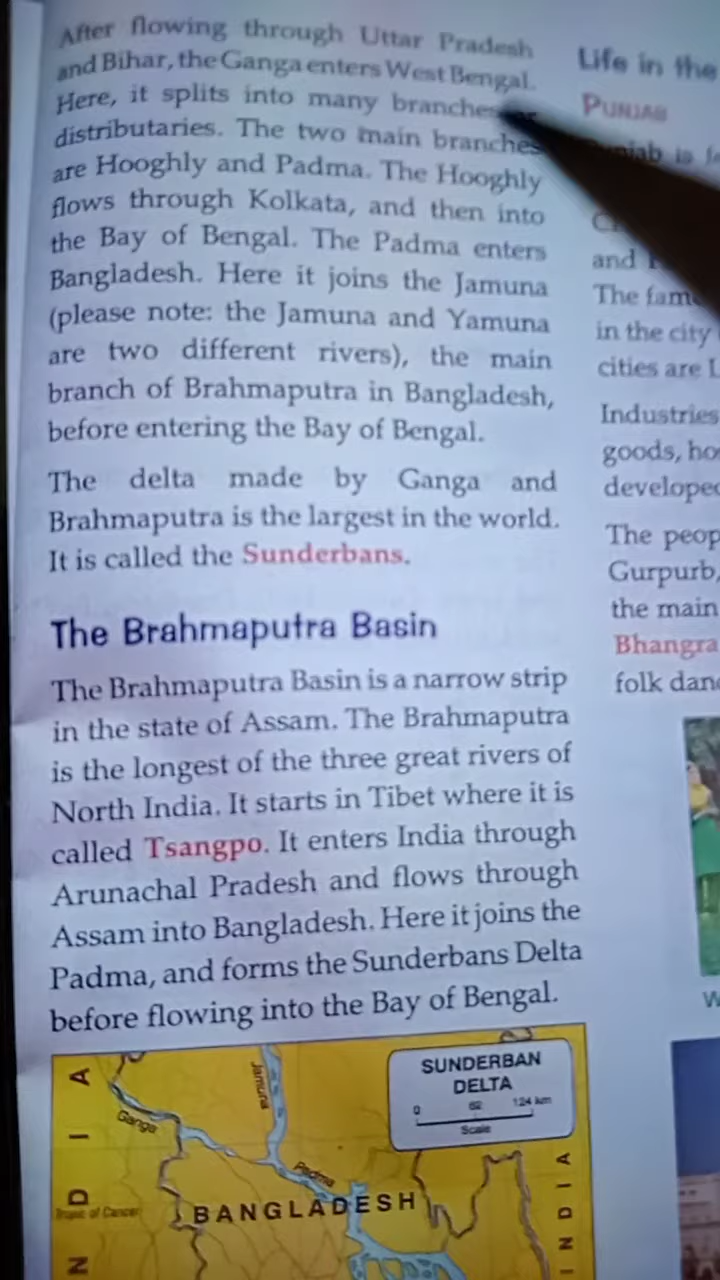 After flowing through Uttar Pradesh
and Bihar, the Ganga enters West Bengal.
Here, it splits into many branches
distributaries. The two main branches
are Hooghly and Padma. The Hooghly
flows through Kolkata, and then into
the Bay of Bengal. The Padma enters
Bangladesh. Here it joins the Jamuna
(please note: the Jamuna and Yamuna
are two different rivers), the main
branch of Brahmaputra in Bangladesh,
before entering the Bay of Bengal.
The delta made by Ganga and
Brahmaputra is the largest in the world.
It is called the Sunderbans.
The Brahmaputra Basin
The Brahmaputra Basin is a narrow strip
in the state of Assam. The Brahmaputra
is the longest of the three great rivers of
North India. It starts in Tibet where it is
called Tsangpo. It enters India through
Arunachal Pradesh and flows through
Assam into Bangladesh. Here it joins the
Padma, and forms the Sunderbans Delta
before flowing into the Bay of Bengal.
SUNDERBAN
DELTA
0 62 124 km
Scale
Jamuna
Ganga
Padma
BANGLADESH
Tropic of Cancer
N D I A
I N D I A
Life in the
PUNJAB
is
and
The
in the city
cities are
Industries
goods,
The
Gurpurb,
the main
Bhangra
folk
W